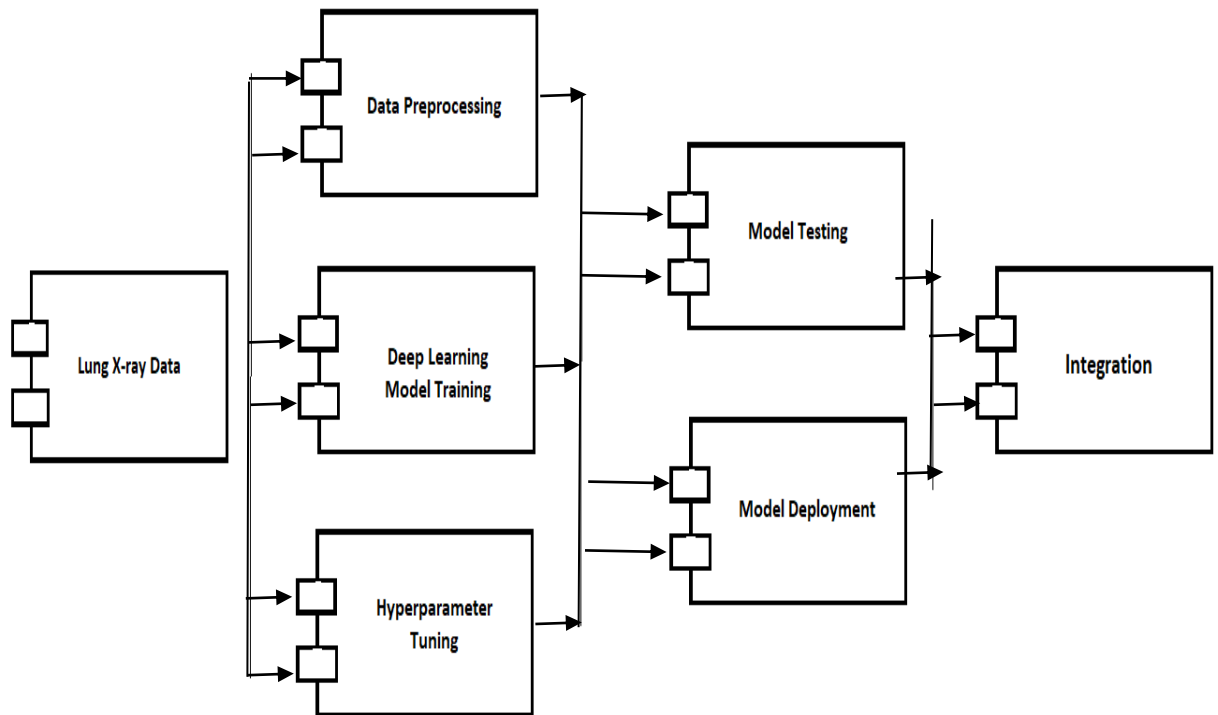 Lung X-ray Data
Data Preprocessing
Deep Learning
Model Training
Hyperparameter
Tuning
Model Testing
Model Deployment
Integration